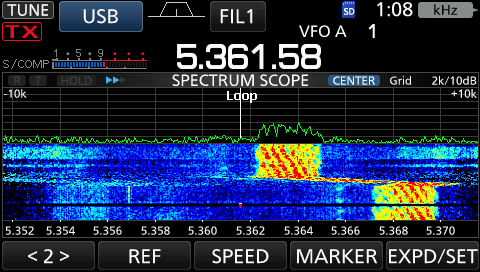 TUNE USB FIL1 SD 1:08 kHz
TX VFO A 1
1 5 9
S/COMP 5.361.58
R T HOLD SPECTRUM SCOPE CENTER Grid 2k/10dB
-10k Loop +10k
5.352 5.354 5.356 5.358 5.360 5.362 5.364 5.366 5.368 5.370
< 2 > REF SPEED MARKER EXPD/SET